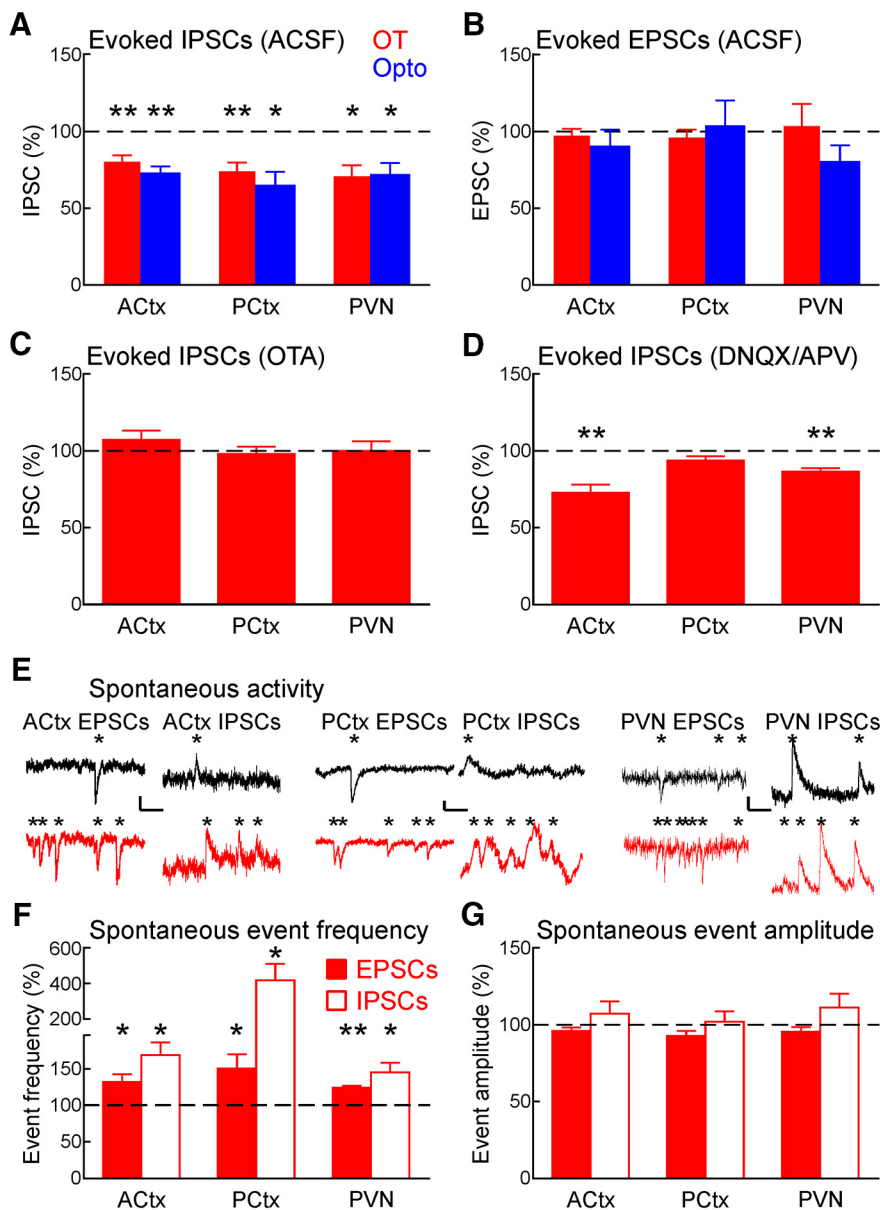 A
Evoked IPSCs (ACSF)
OT
Opto
150
** ** ** * * *
100
IPSC (%)
50
0
ACtx PCtx PVN
B
Evoked EPSCs (ACSF)
150
100
EPSC (%)
50
0
ACtx PCtx PVN
C
Evoked IPSCs (OTA)
150
100
IPSC (%)
50
0
ACtx PCtx PVN
D
Evoked IPSCs (DNQX/APV)
150
** **
100
IPSC (%)
50
0
ACtx PCtx PVN
E
Spontaneous activity
ACtx EPSCs ACtx IPSCs PCtx EPSCs PCtx IPSCs PVN EPSCs PVN IPSCs
F
Spontaneous event frequency
600
400
200
150
100
50
0
Event frequency (%)
EPSCs
IPSCs
* * * * ** *
ACtx PCtx PVN
G
Spontaneous event amplitude
150
100
50
0
Event amplitude (%)
ACtx PCtx PVN